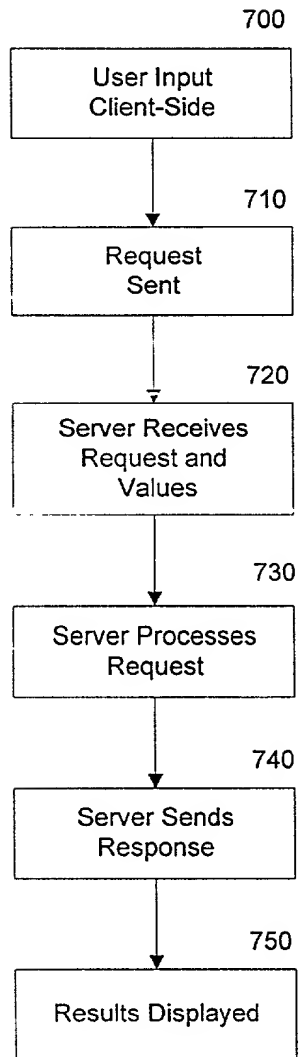 700
User Input
Client-Side
710
Request
Sent
720
Server Receives
Request and
Values
730
Server Processes
Request
740
Server Sends
Response
750
Results Displayed